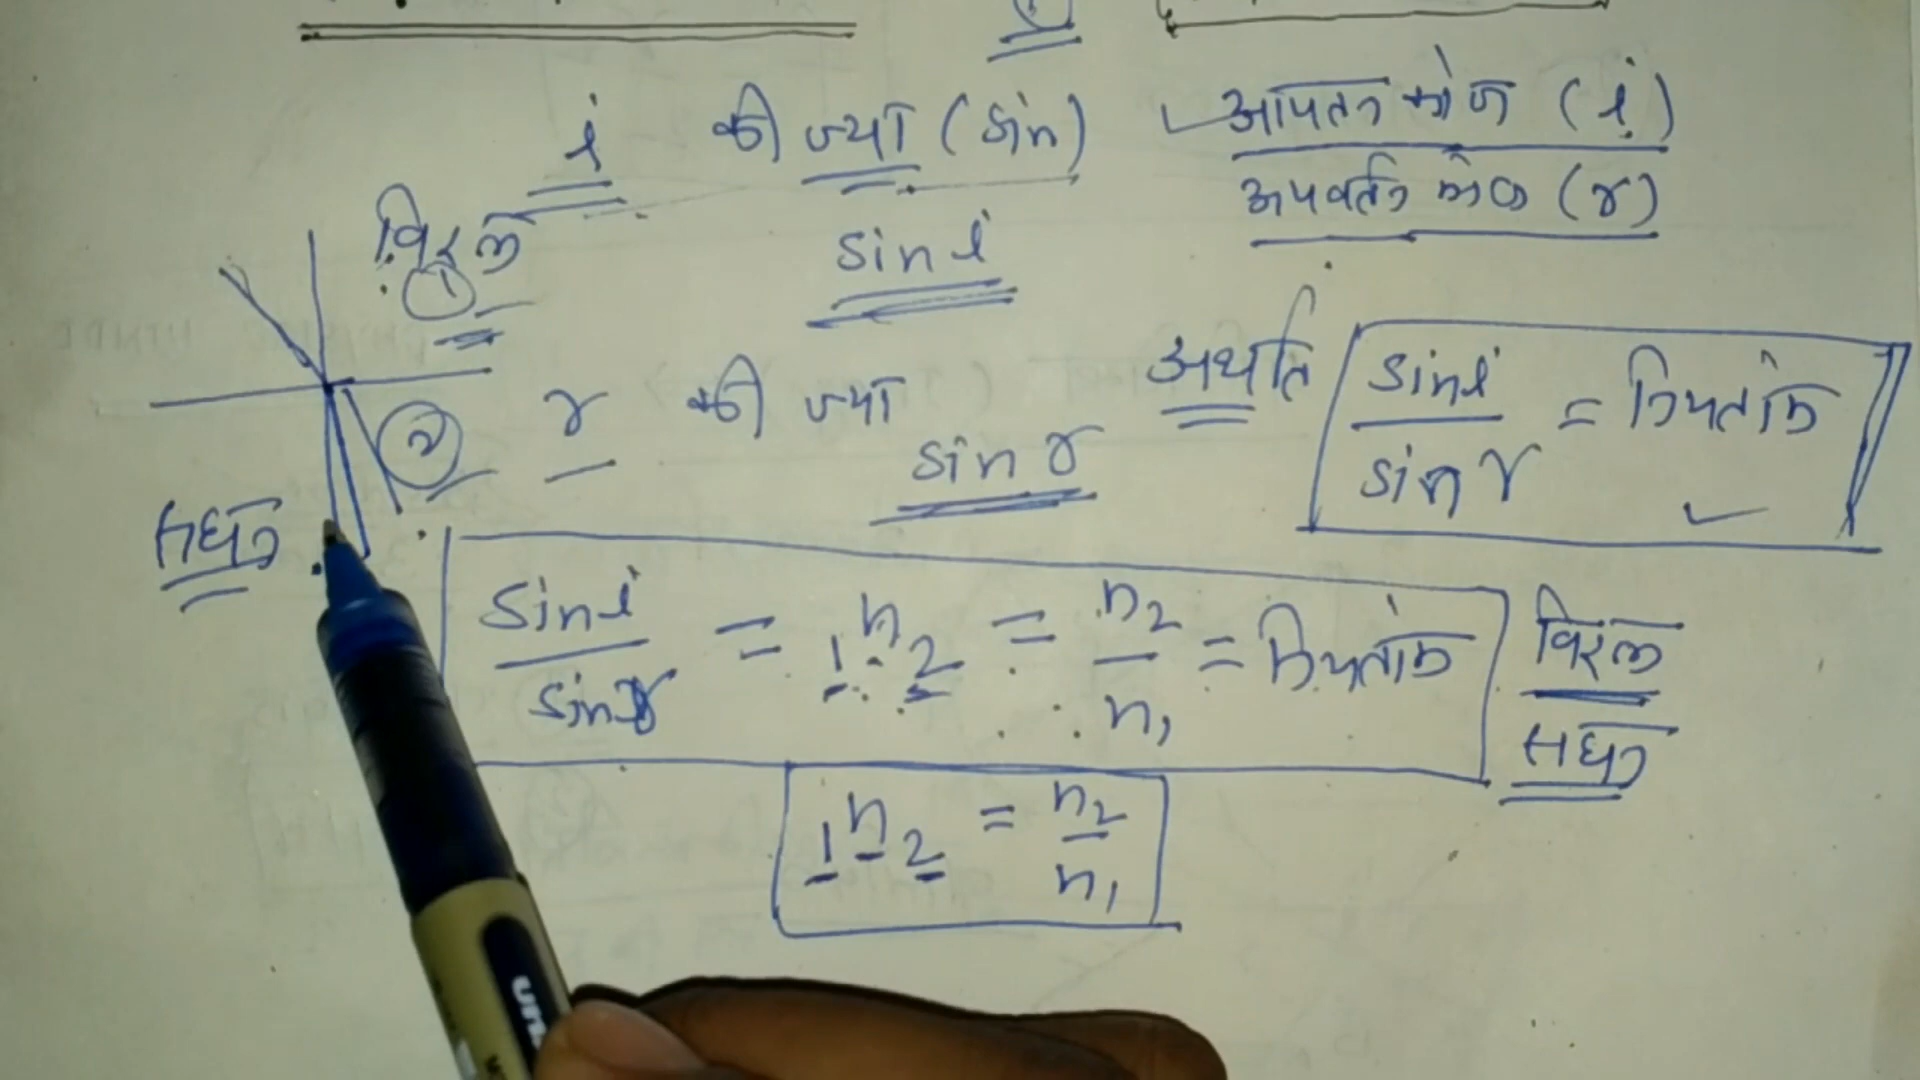 i की ज्या (sin)
आपतन कोण (i)
अपवर्तन कोण (r)
विरल
1
sin i
2
r की ज्या
sin r
अर्थात
sin i
sin r
= नियतांक
सघन
sin i
sin r
= 1n2 = n2 / n1 = नियतांक
विरल
सघन
1n2 = n2 / n1